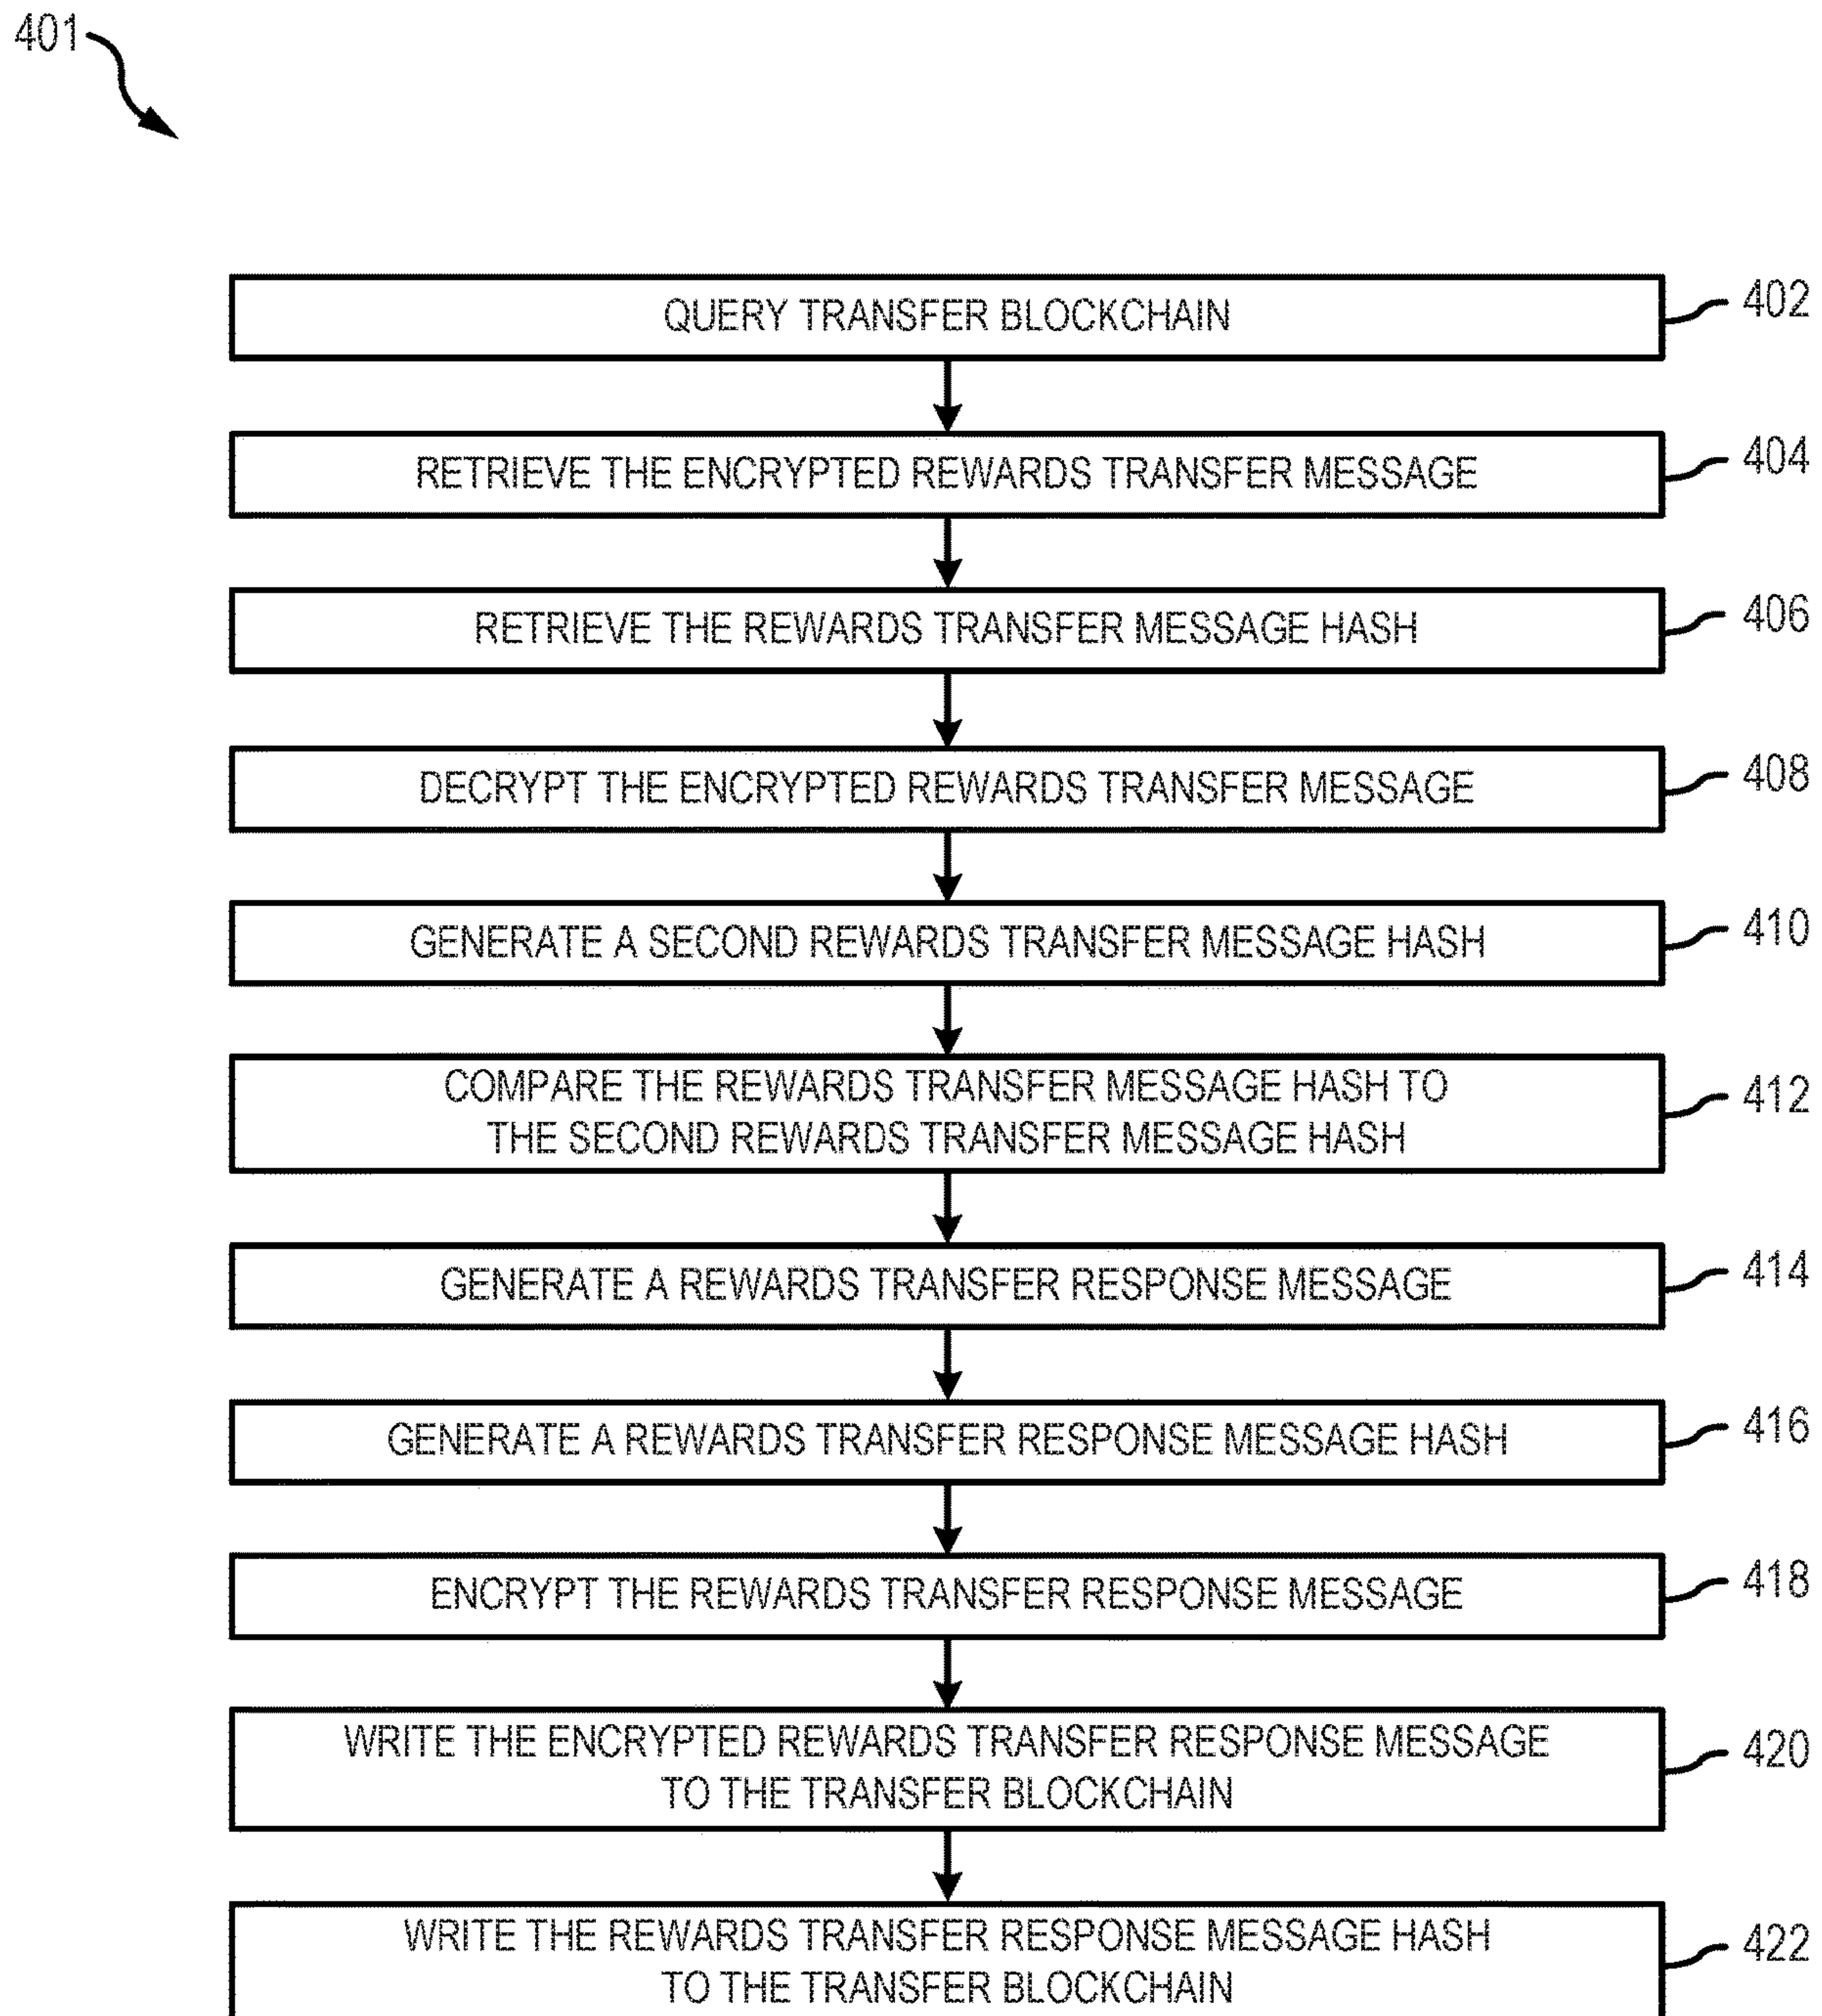 401
QUERY TRANSFER BLOCKCHAIN
402
RETRIEVE THE ENCRYPTED REWARDS TRANSFER MESSAGE
404
RETRIEVE THE REWARDS TRANSFER MESSAGE HASH
406
DECRYPT THE ENCRYPTED REWARDS TRANSFER MESSAGE
408
GENERATE A SECOND REWARDS TRANSFER MESSAGE HASH
410
COMPARE THE REWARDS TRANSFER MESSAGE HASH TO
THE SECOND REWARDS TRANSFER MESSAGE HASH
412
GENERATE A REWARDS TRANSFER RESPONSE MESSAGE
414
GENERATE A REWARDS TRANSFER RESPONSE MESSAGE HASH
416
ENCRYPT THE REWARDS TRANSFER RESPONSE MESSAGE
418
WRITE THE ENCRYPTED REWARDS TRANSFER RESPONSE MESSAGE
TO THE TRANSFER BLOCKCHAIN
420
WRITE THE REWARDS TRANSFER RESPONSE MESSAGE HASH
TO THE TRANSFER BLOCKCHAIN
422